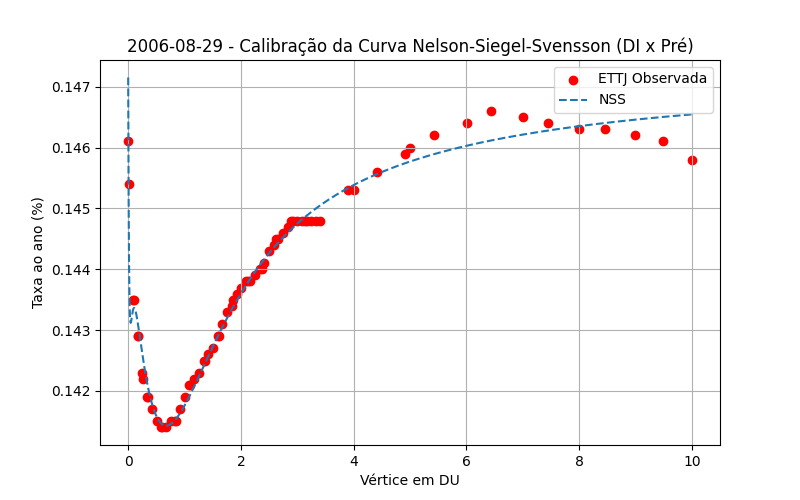 2006-08-29 - Calibração da Curva Nelson-Siegel-Svensson (DI x Pré)
ETTJ Observada
NSS
Taxa ao ano (%)
0.147
0.146
0.145
0.144
0.143
0.142
0
2
4
6
8
10
Vértice em DU